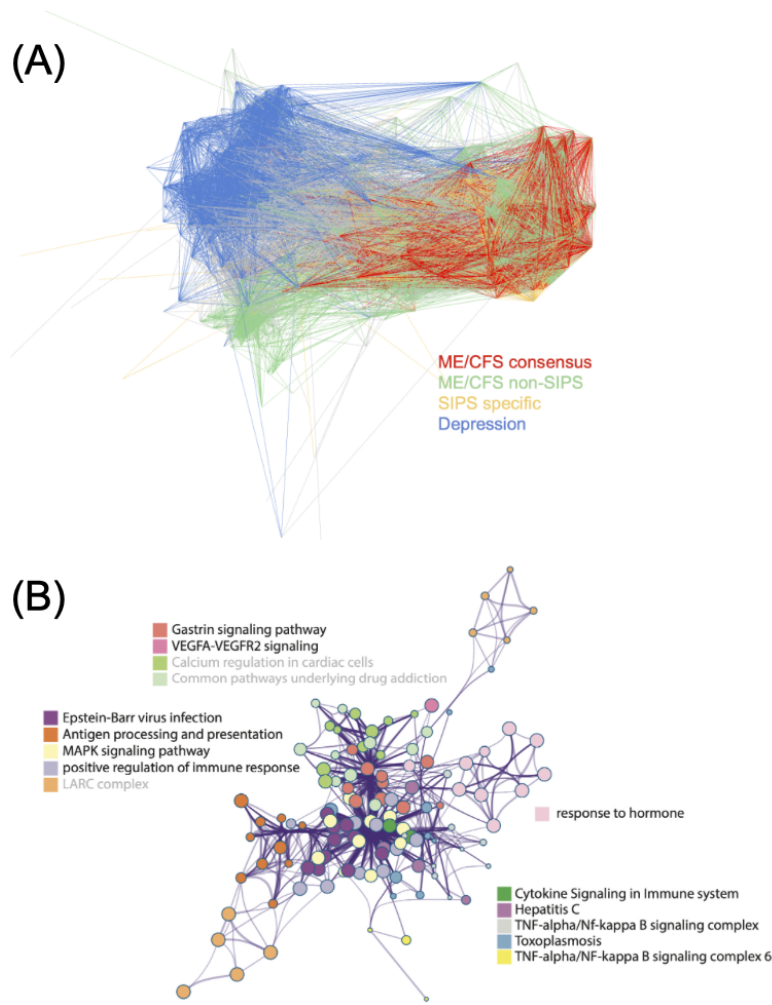 (A)
ME/CFS consensus
ME/CFS non-SIPS
SIPS specific
Depression
(B)
Gastrin signaling pathway
VEGFA-VEGFR2 signaling
Calcium regulation in cardiac cells
Common pathways underlying drug addiction
Epstein-Barr virus infection
Antigen processing and presentation
MAPK signaling pathway
positive regulation of immune response
LARC complex
response to hormone
Cytokine Signaling in Immune system
Hepatitis C
TNF-alpha/Nf-kappa B signaling complex
Toxoplasmosis
TNF-alpha/NF-kappa B signaling complex 6